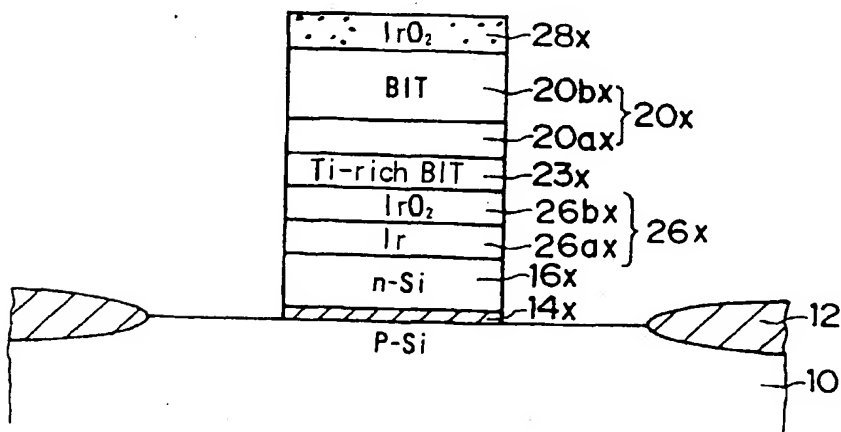 IrO₂ 28x
BIT 20bx
20x
20ax
Ti-rich BIT 23x
IrO₂ 26bx
26x
Ir 26ax
n-Si 16x
14x
12
P-Si
10